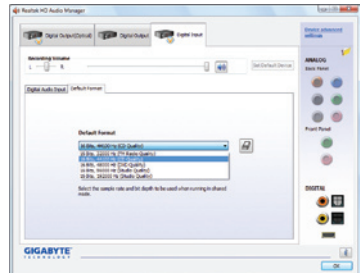 Realtek HD Audio Manager
Digital Output(Optical)
Digital Output
Digital Input
Device advanced settings
Recording Volume
L
R
Set Default Device
ANALOG
Back Panel
Digital Audio Input
Default Format
Default Format
16 Bits, 44100 Hz (CD Quality)
16 Bits, 32000 Hz (FM Radio Quality)
16 Bits, 44100 Hz (CD Quality)
16 Bits, 48000 Hz (DVD Quality)
16 Bits, 96000 Hz (Studio Quality)
16 Bits, 192000 Hz (Studio Quality)
Select the sample rate and bit depth to be used when running in shared mode.
Front Panel
DIGITAL
GIGABYTE
TECHNOLOGY
OK